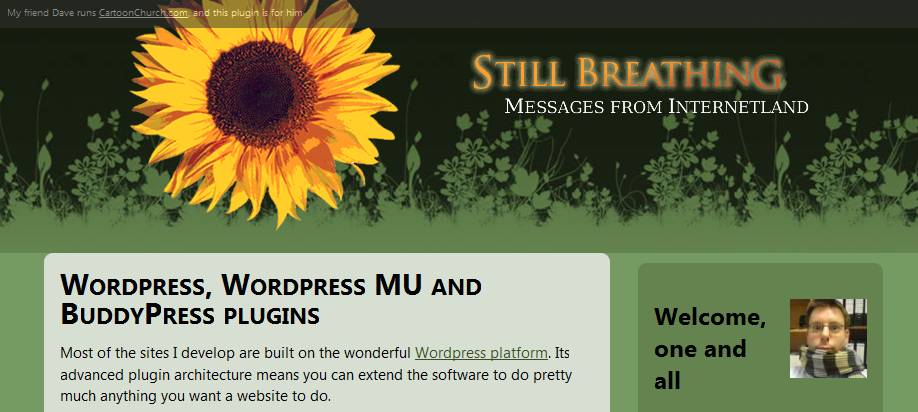 My friend Dave runs CartoonChurch.com, and this plugin is for him
STILL BREATHING
MESSAGES FROM INTERNETLAND
WORDPRESS, WORDPRESS MU AND
BUDDYPRESS PLUGINS
Most of the sites I develop are built on the wonderful Wordpress platform. Its
advanced plugin architecture means you can extend the software to do pretty
much anything you want a website to do.
Welcome,
one and
all